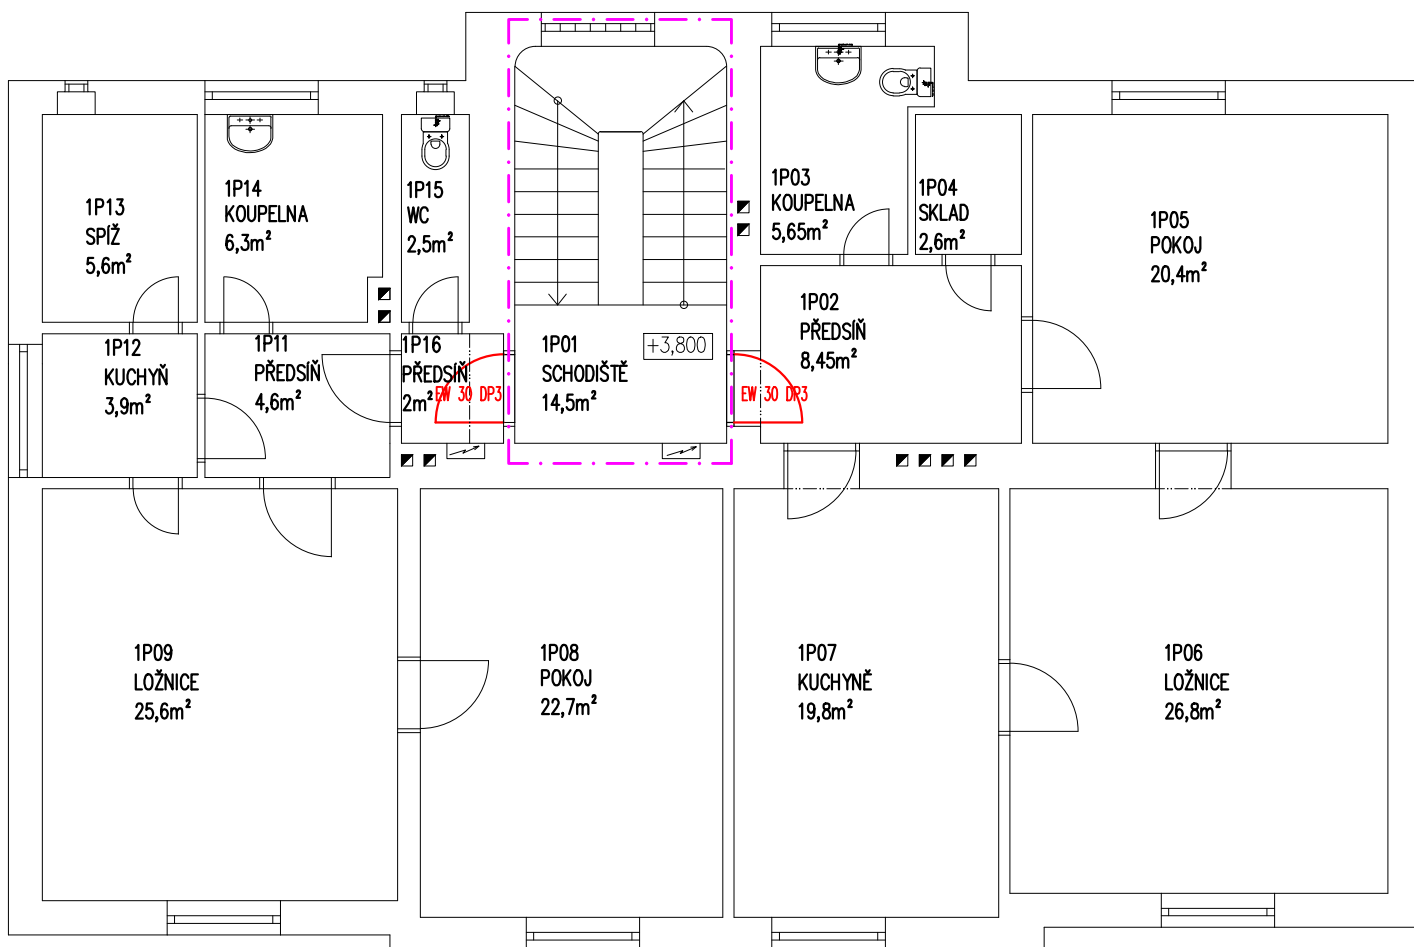 1P13
SPÍŽ
5,6m²
1P14
KOUPELNA
6,3m²
1P15
WC
2,5m²
1P03
KOUPELNA
5,65m²
1P04
SKLAD
2,6m²
1P05
POKOJ
20,4m²
1P12
KUCHYŇ
3,9m²
1P11
PŘEDSÍŇ
4,6m²
1P16
PŘEDSÍŇ
2m²
EW 30 DP3
1P01
SCHODIŠTĚ
14,5m²
+3,800
EW 30 DP3
1P02
PŘEDSÍŇ
8,45m²
1P09
LOŽNICE
25,6m²
1P08
POKOJ
22,7m²
1P07
KUCHYNĚ
19,8m²
1P06
LOŽNICE
26,8m²